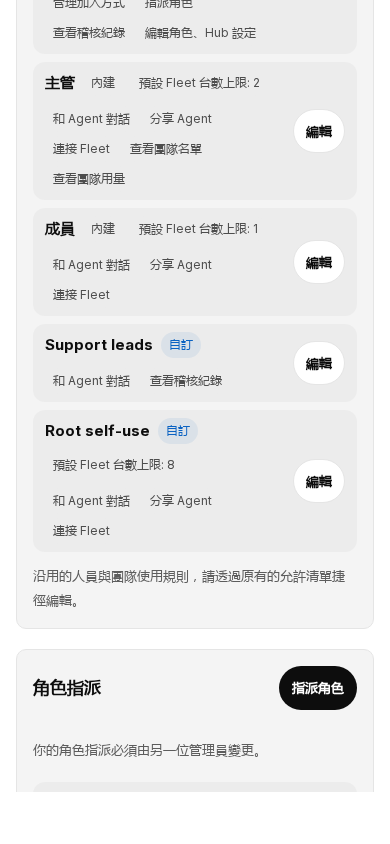 管理加入方式 指派角色
查看稽核紀錄 編輯角色、Hub 設定
主管 內建 預設 Fleet 台數上限: 2
和 Agent 對話 分享 Agent
連接 Fleet 查看團隊名單
查看團隊用量
編輯
成員 內建 預設 Fleet 台數上限: 1
和 Agent 對話 分享 Agent
連接 Fleet
編輯
Support leads 自訂
和 Agent 對話 查看稽核紀錄
編輯
Root self-use 自訂
預設 Fleet 台數上限: 8
和 Agent 對話 分享 Agent
連接 Fleet
編輯
沿用的人員與團隊使用規則，請透過原有的允許清單捷
徑編輯。
角色指派 指派角色
你的角色指派必須由另一位管理員變更。